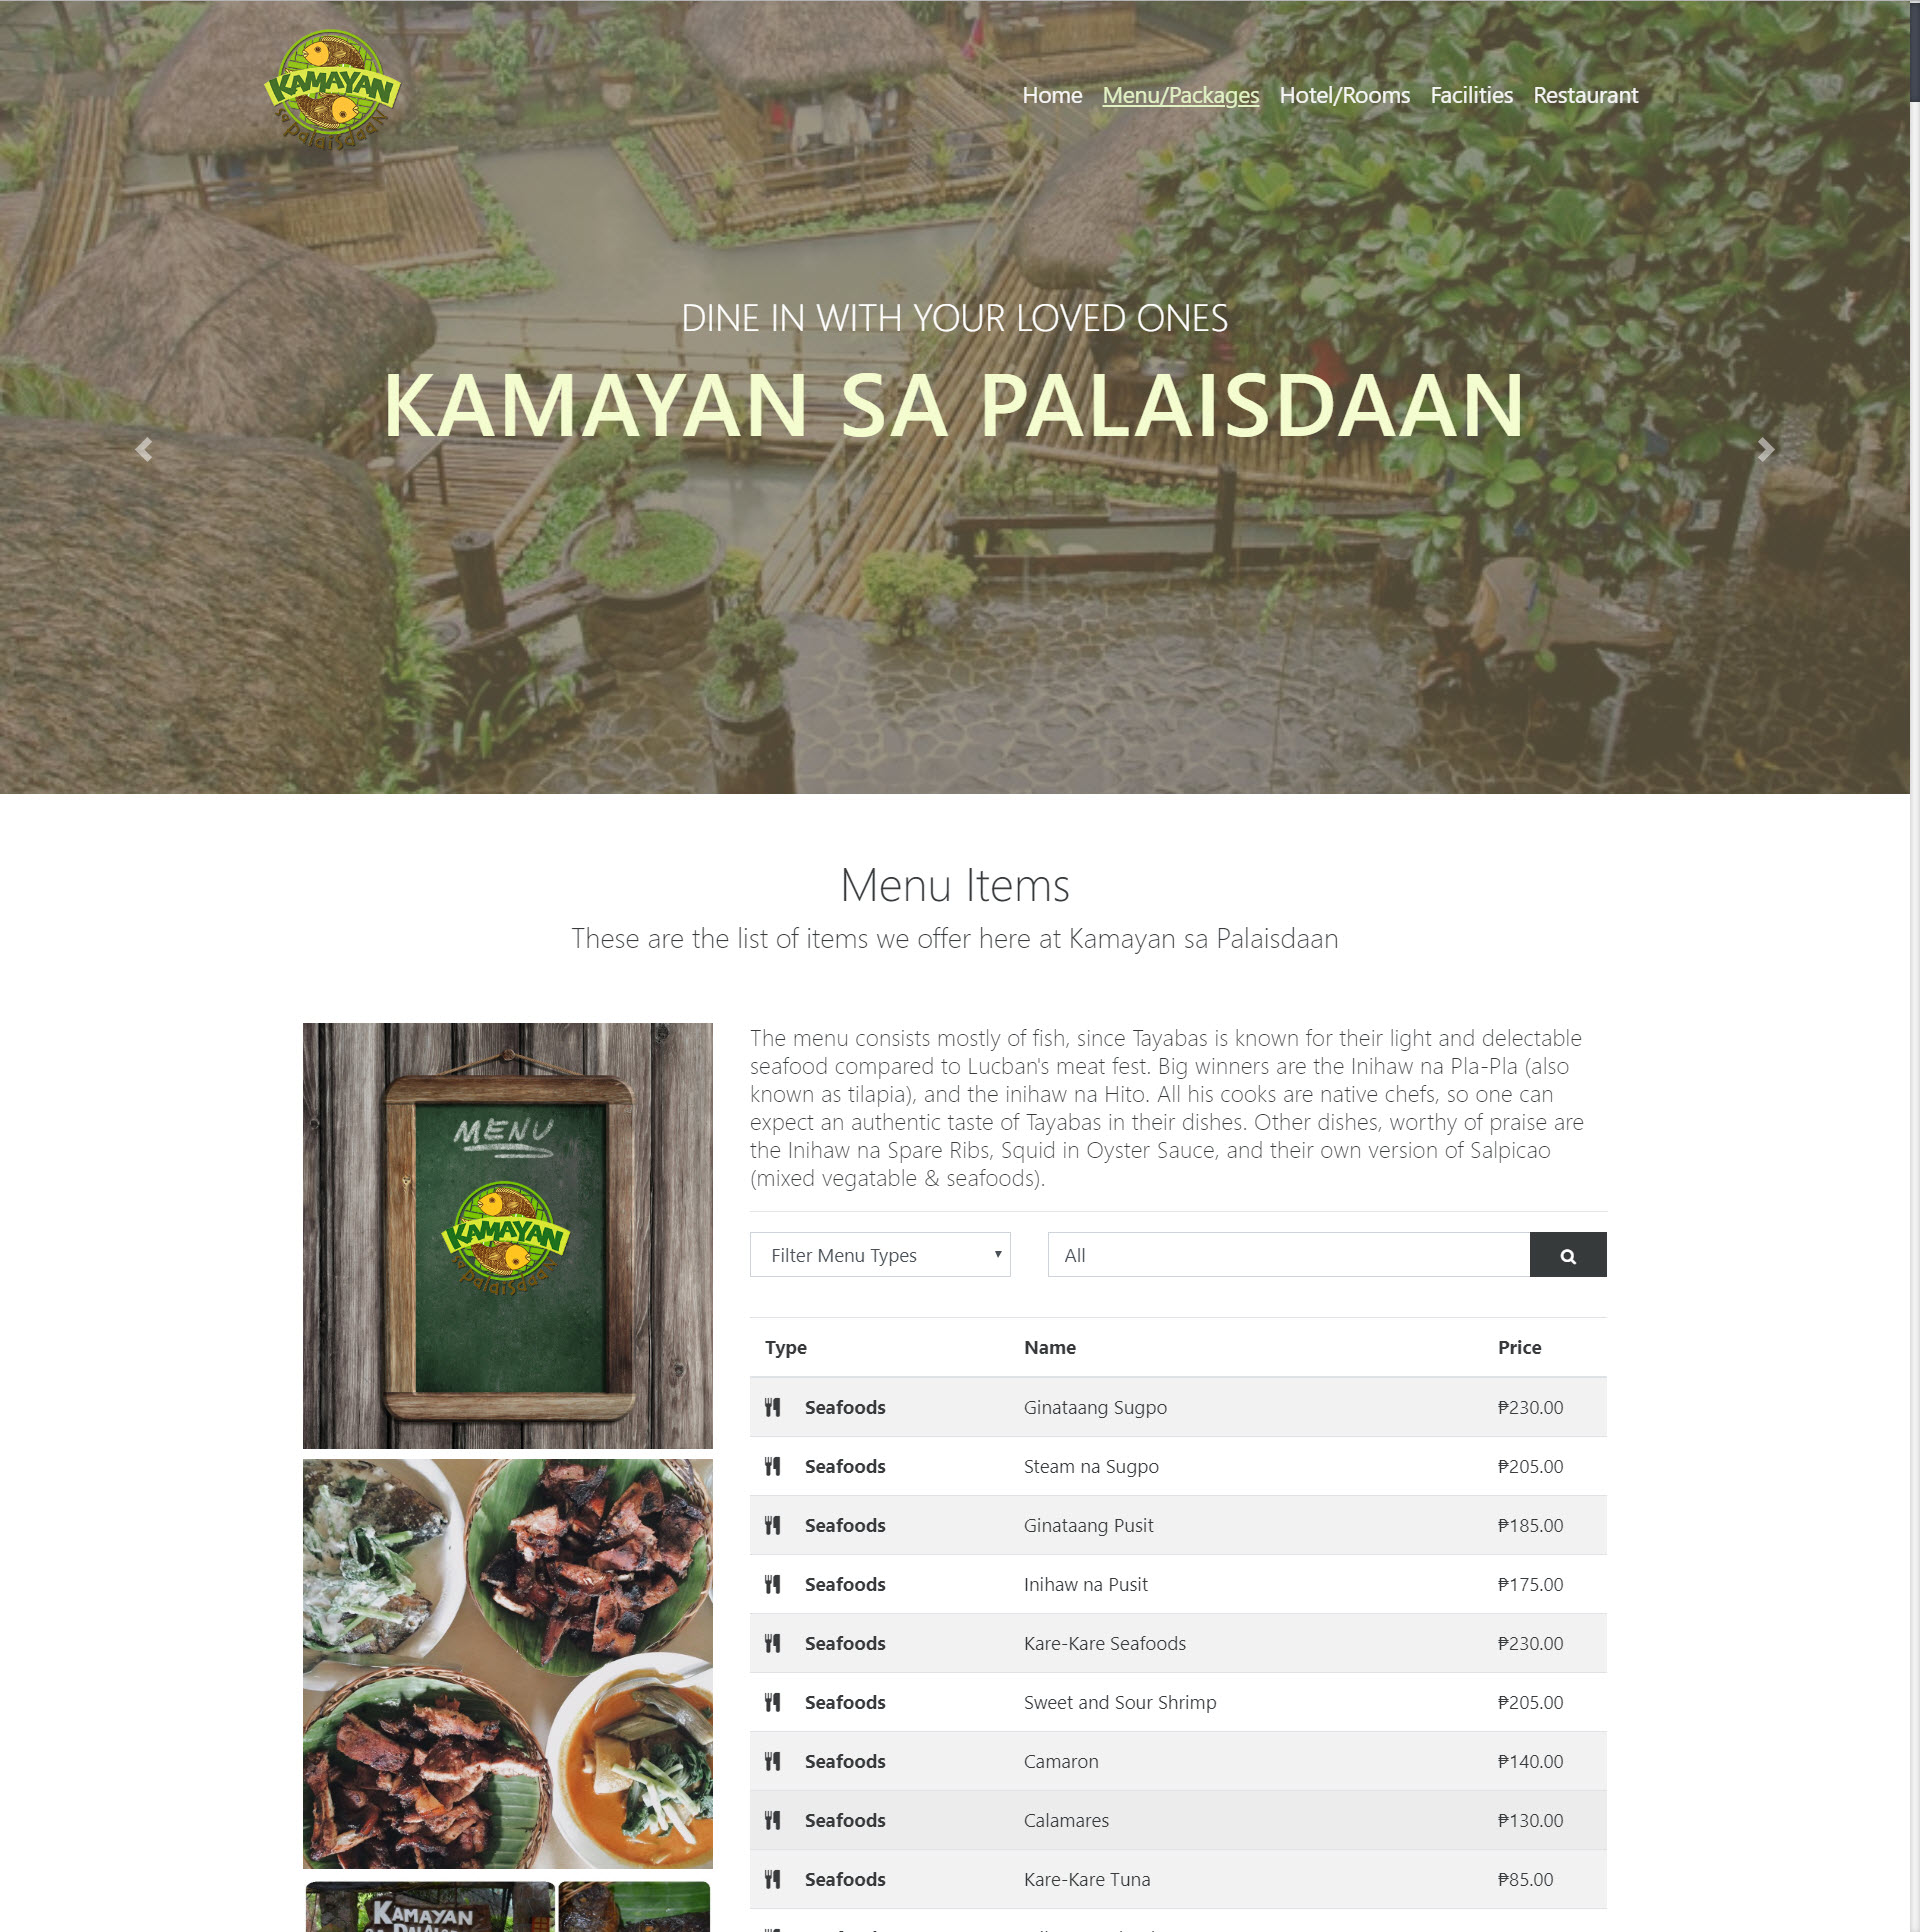 KAMAYAN
sa palaisdaan
Home Menu/Packages Hotel/Rooms Facilities Restaurant
DINE IN WITH YOUR LOVED ONES
KAMAYAN SA PALAISDAAN
Menu Items
These are the list of items we offer here at Kamayan sa Palaisdaan
MENU
KAMAYAN
sa palaisdaan
The menu consists mostly of fish, since Tayabas is known for their light and delectable
seafood compared to Lucban's meat fest. Big winners are the Inihaw na Pla-Pla (also
known as tilapia), and the inihaw na Hito. All his cooks are native chefs, so one can
expect an authentic taste of Tayabas in their dishes. Other dishes, worthy of praise are
the Inihaw na Spare Ribs, Squid in Oyster Sauce, and their own version of Salpicao
(mixed vegatable & seafoods).
Filter Menu Types All
Type Name Price
Seafoods Ginataang Sugpo ₱230.00
Seafoods Steam na Sugpo ₱205.00
Seafoods Ginataang Pusit ₱185.00
Seafoods Inihaw na Pusit ₱175.00
Seafoods Kare-Kare Seafoods ₱230.00
Seafoods Sweet and Sour Shrimp ₱205.00
Seafoods Camaron ₱140.00
Seafoods Calamares ₱130.00
Seafoods Kare-Kare Tuna ₱85.00
KAMAYAN